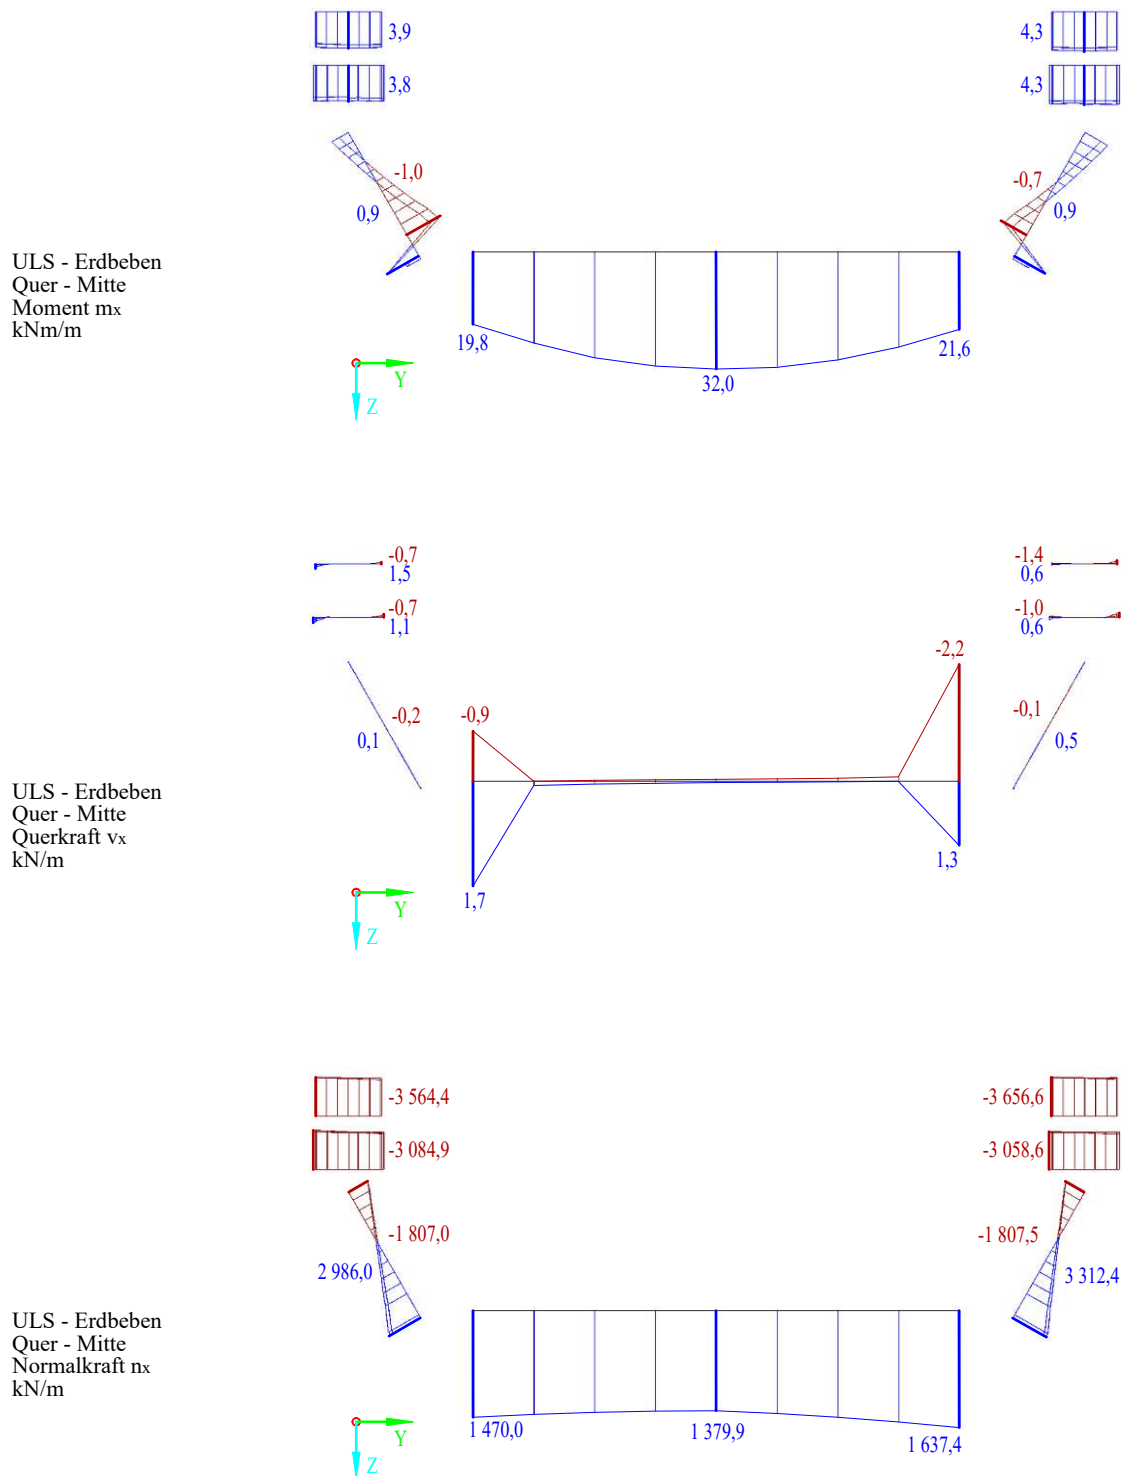 3,9
4,3
3,8
4,3
-1,0
-0,7
0,9
0,9
ULS - Erdbeben
Quer - Mitte
Moment mx
kNm/m
19,8
21,6
32,0
Y
Z
-0,7
1,5
-1,4
0,6
-0,7
1,1
-1,0
0,6
-2,2
-0,2
-0,9
-0,1
0,1
0,5
ULS - Erdbeben
Quer - Mitte
Querkraft vx
kN/m
1,3
1,7
Y
Z
-3 564,4
-3 656,6
-3 084,9
-3 058,6
-1 807,0
-1 807,5
2 986,0
3 312,4
ULS - Erdbeben
Quer - Mitte
Normalkraft nx
kN/m
1 470,0
1 379,9
1 637,4
Y
Z